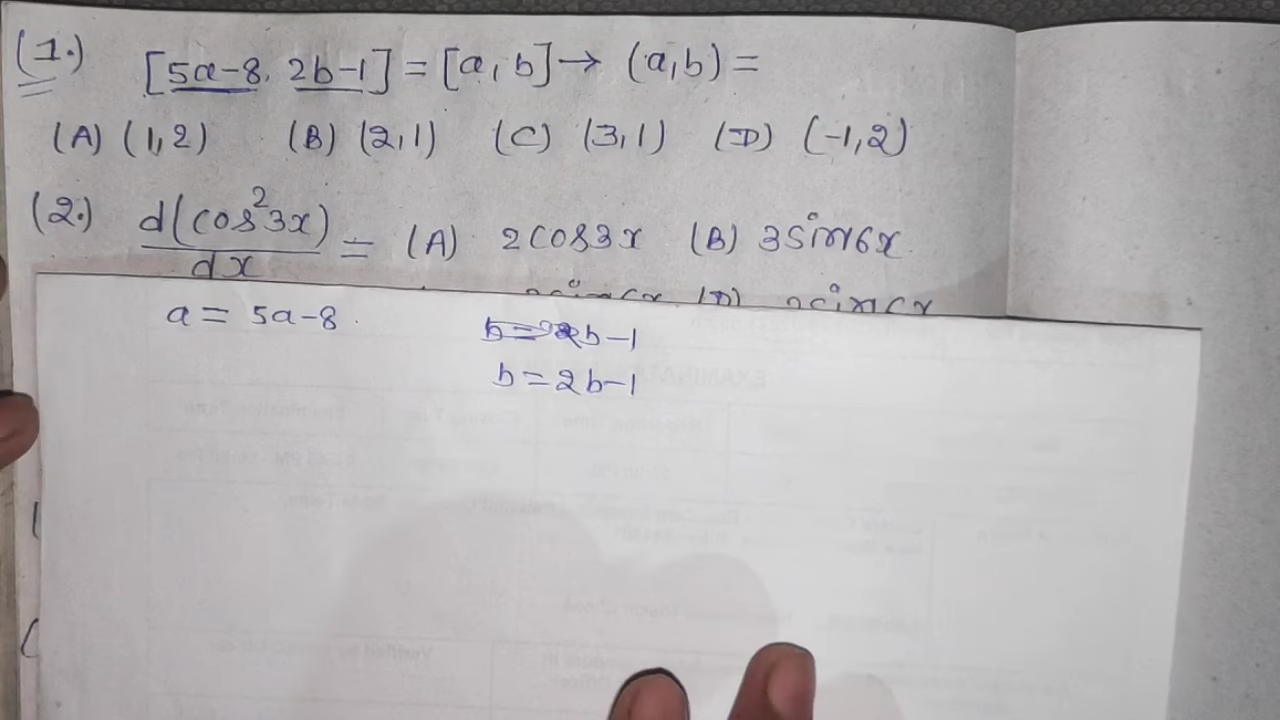 (1.) [5a-8, 2b-1] = [a, b] → (a,b) =
(A) (1,2) (B) (2,1) (C) (3,1) (D) (-1,2)
(2.) d(cos²3x)/dx = (A) 2cos3x (B) 3sin6x
(D)
a = 5a-8.
2b-1
b = 2b-1